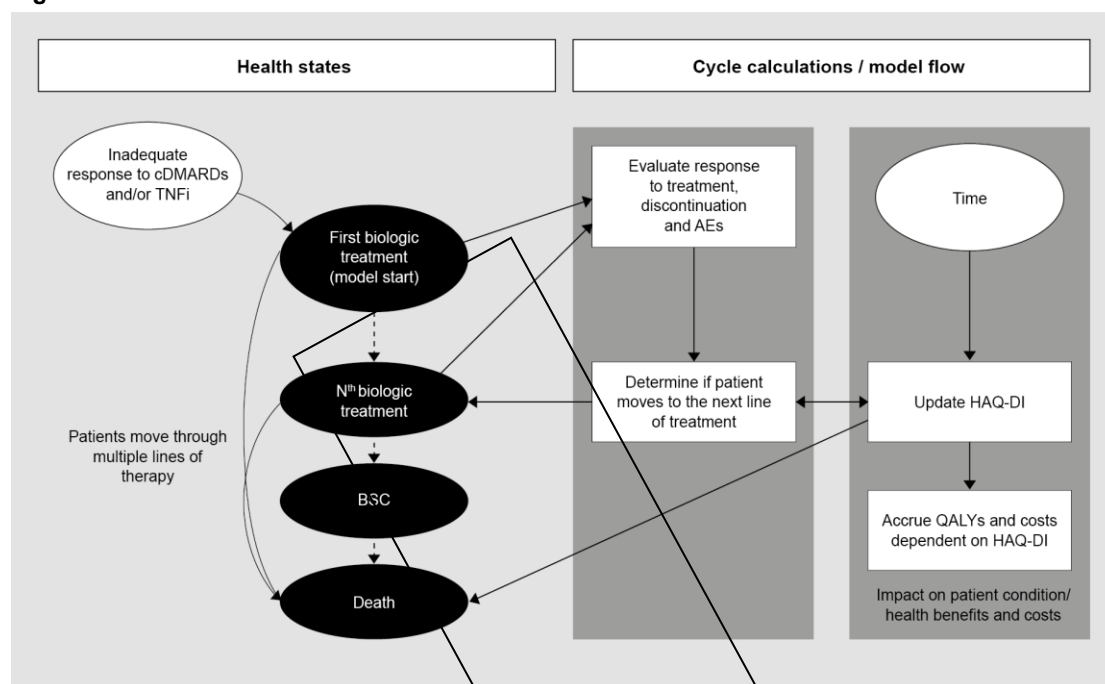 Health states
Cycle calculations / model flow
Inadequate
response to cDMARDs
and/or TNFi
First biologic
treatment
(model start)
Nth biologic
treatment
Patients move through
multiple lines of
therapy
BSC
Death
Evaluate response
to treatment,
discontinuation
and AEs
Determine if patient
moves to the next line
of treatment
Time
Update HAQ-DI
Accrue QALYs and costs
dependent on HAQ-DI
Impact on patient condition/
health benefits and costs